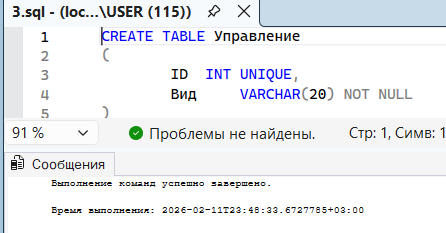 3.sql - (loc...\USER (115))
1 CREATE TABLE Управление
2 (
3 ID INT UNIQUE,
4 Вид VARCHAR(20) NOT NULL
5 )
91 % Проблемы не найдены. Стр: 1, Симв: 1
Сообщения
Выполнение команд успешно завершено.
Время выполнения: 2026-02-11T23:48:33.6727785+03:00